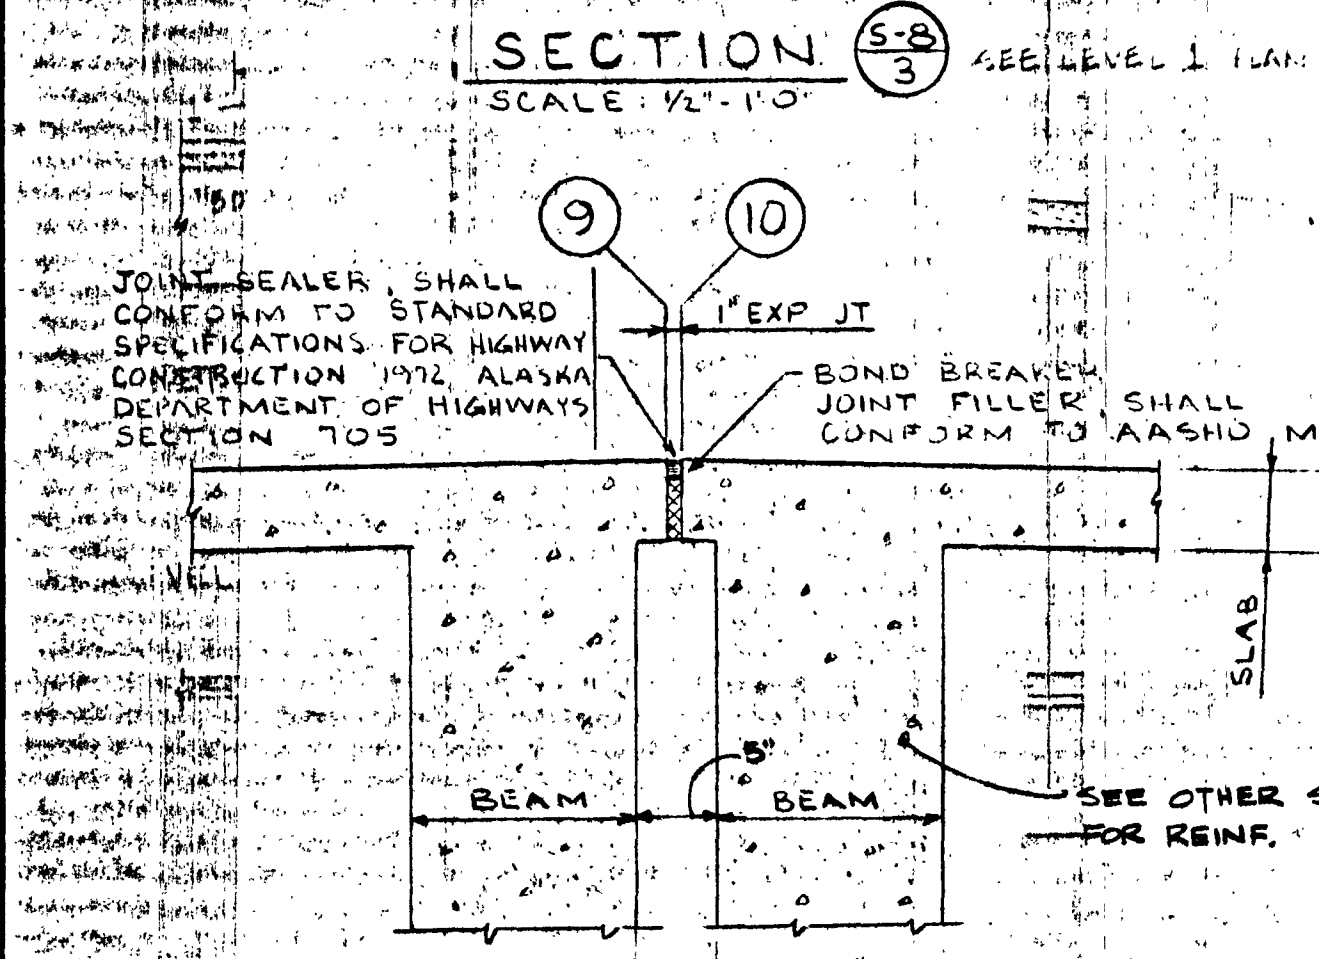 SECTION
S-8
3
SEE LEVEL 1 PLAN
SCALE: 1/2"-1'0"
9
10
1" EXP JT
JOINT SEALER, SHALL
CONFORM TO STANDARD
SPECIFICATIONS FOR HIGHWAY
CONSTRUCTION 1972 ALASKA
DEPARTMENT OF HIGHWAYS
SECTION 705
BOND BREAKER
JOINT FILLER, SHALL
CONFORM TO AASHO M
SLAB
5"
BEAM
BEAM
SEE OTHER S
FOR REINF.